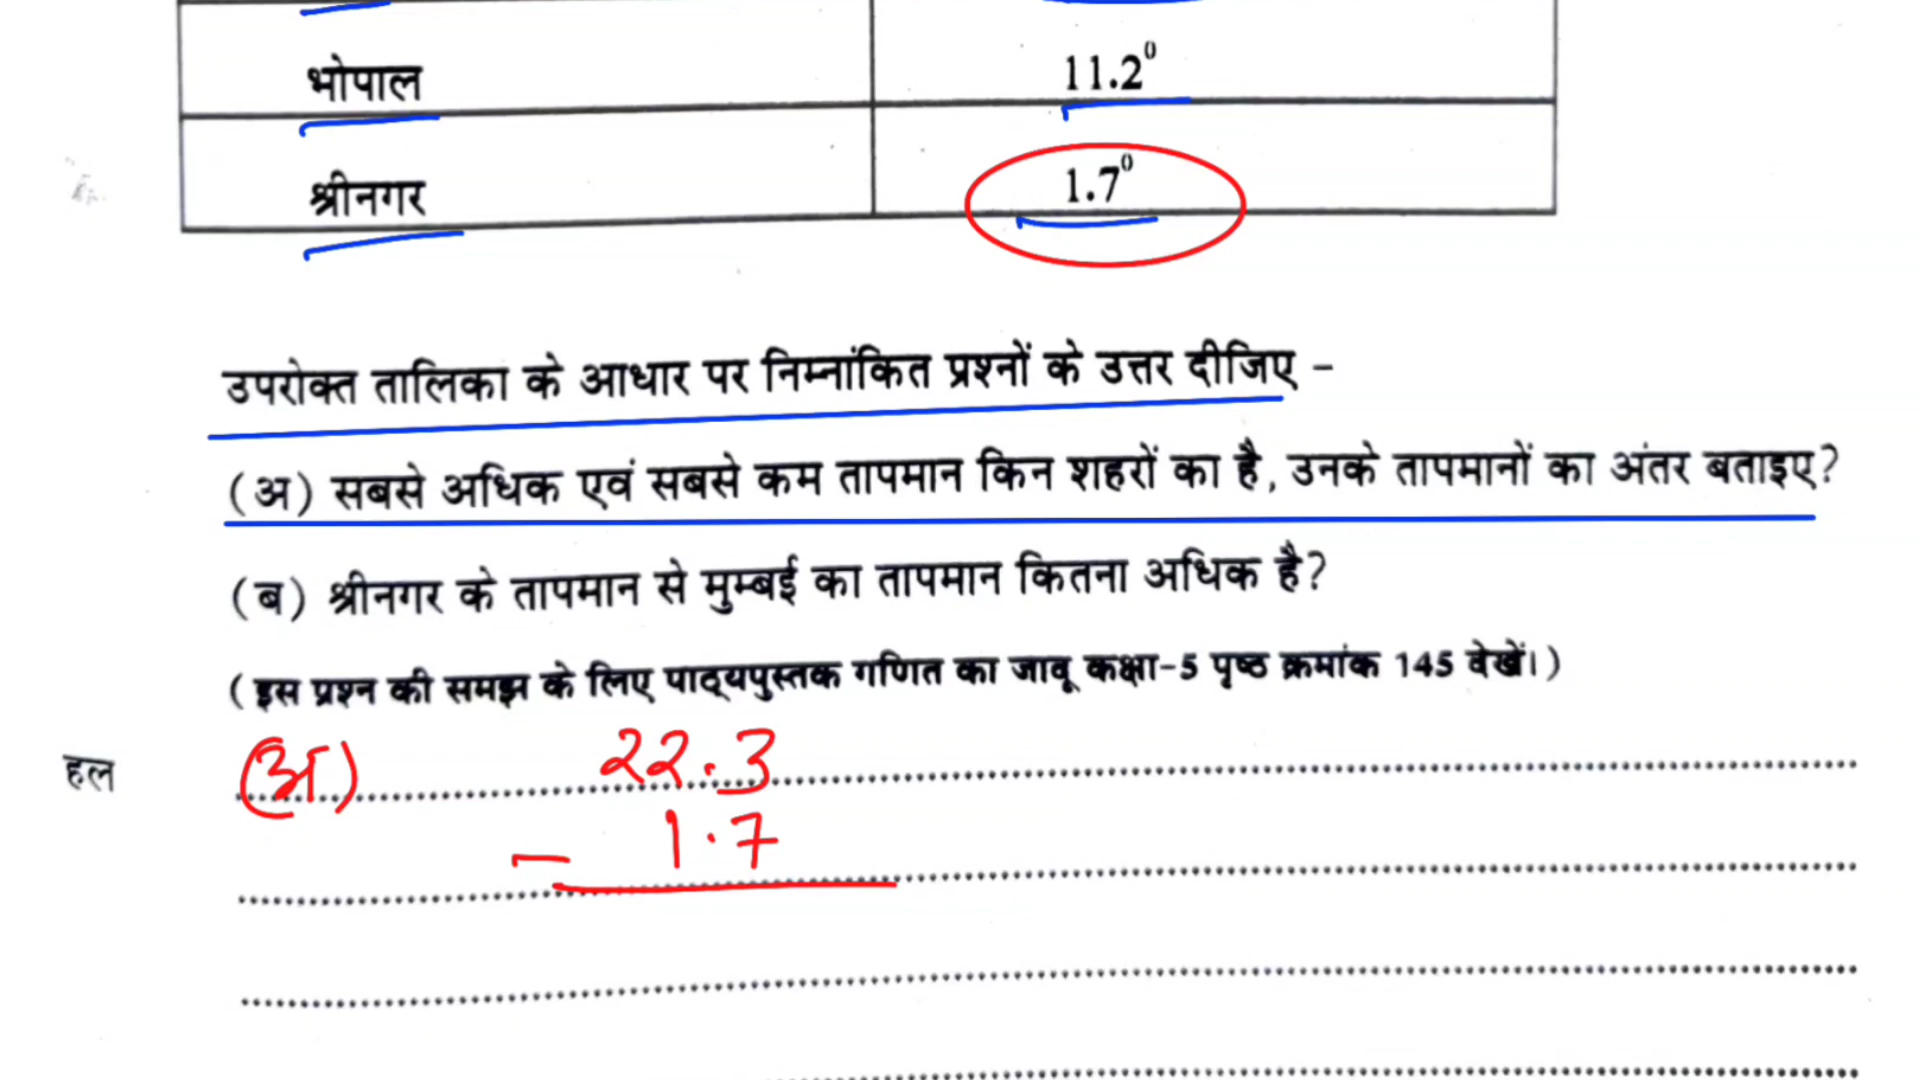 भोपाल 11.2⁰
श्रीनगर 1.7⁰
उपरोक्त तालिका के आधार पर निम्नांकित प्रश्नों के उत्तर दीजिए –
(अ) सबसे अधिक एवं सबसे कम तापमान किन शहरों का है, उनके तापमानों का अंतर बताइए?
(ब) श्रीनगर के तापमान से मुम्बई का तापमान कितना अधिक है?
(इस प्रश्न की समझ के लिए पाठ्यपुस्तक गणित का जादू कक्षा-5 पृष्ठ क्रमांक 145 देखें।)
हल (अ) 22.3
– 1.7